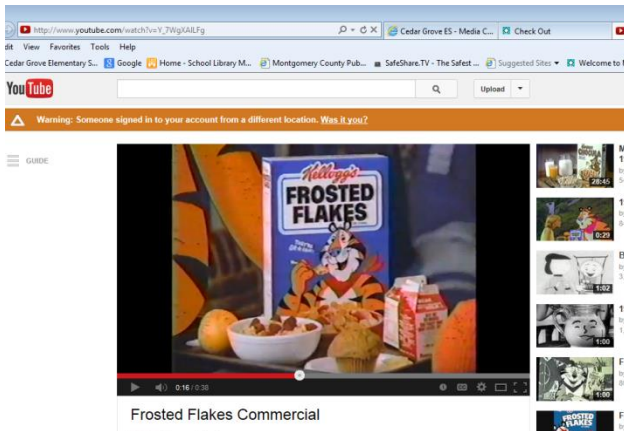 http://www.youtube.com/watch?v=Y_7WgXAILFg
Cedar Grove ES - Media C...
Check Out
dit View Favorites Tools Help
Cedar Grove Elementary S...
Google
Home - School Library M...
Montgomery County Pub...
SafeShare.TV - The Safest ...
Suggested Sites
Welcome to
You Tube
Upload
Warning: Someone signed in to your account from a different location. Was it you?
GUIDE
Kellogg's
FROSTED
FLAKES
28:45
0:29
1:02
1:00
1:00
FROSTED
FLAKES
0:16 / 0:38
Frosted Flakes Commercial